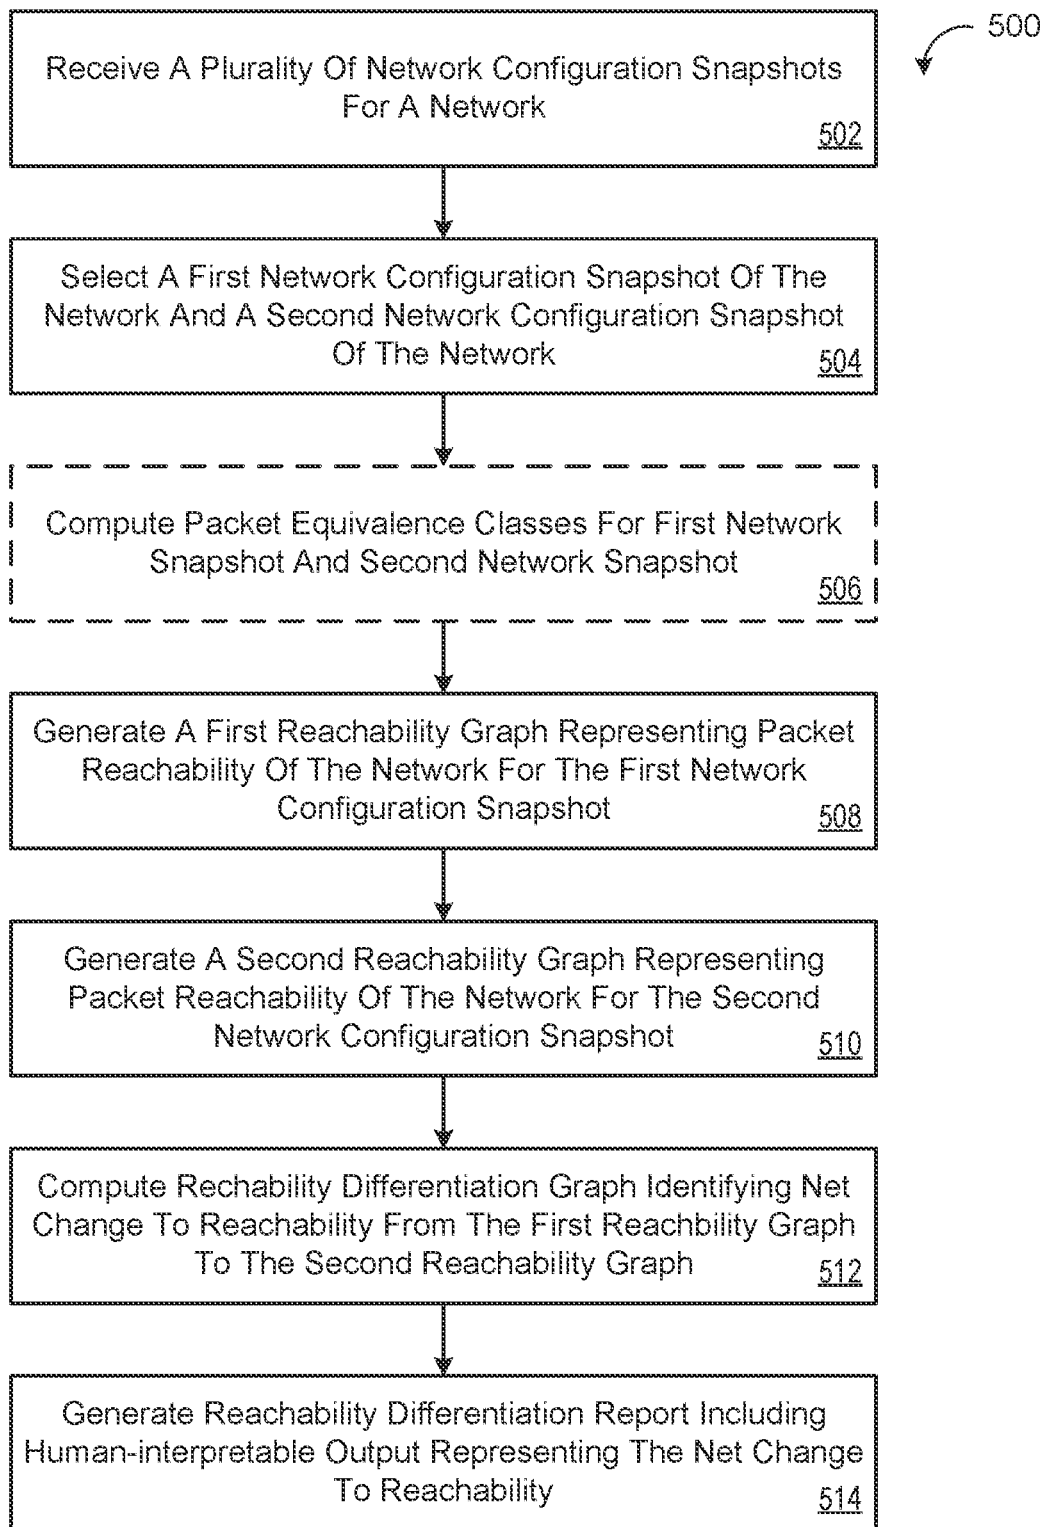 500
Receive A Plurality Of Network Configuration Snapshots
For A Network
502
Select A First Network Configuration Snapshot Of The
Network And A Second Network Configuration Snapshot
Of The Network
504
Compute Packet Equivalence Classes For First Network
Snapshot And Second Network Snapshot
506
Generate A First Reachability Graph Representing Packet
Reachability Of The Network For The First Network
Configuration Snapshot
508
Generate A Second Reachability Graph Representing
Packet Reachability Of The Network For The Second
Network Configuration Snapshot
510
Compute Rechability Differentiation Graph Identifying Net
Change To Reachability From The First Reachbility Graph
To The Second Reachability Graph
512
Generate Reachability Differentiation Report Including
Human-interpretable Output Representing The Net Change
To Reachability
514